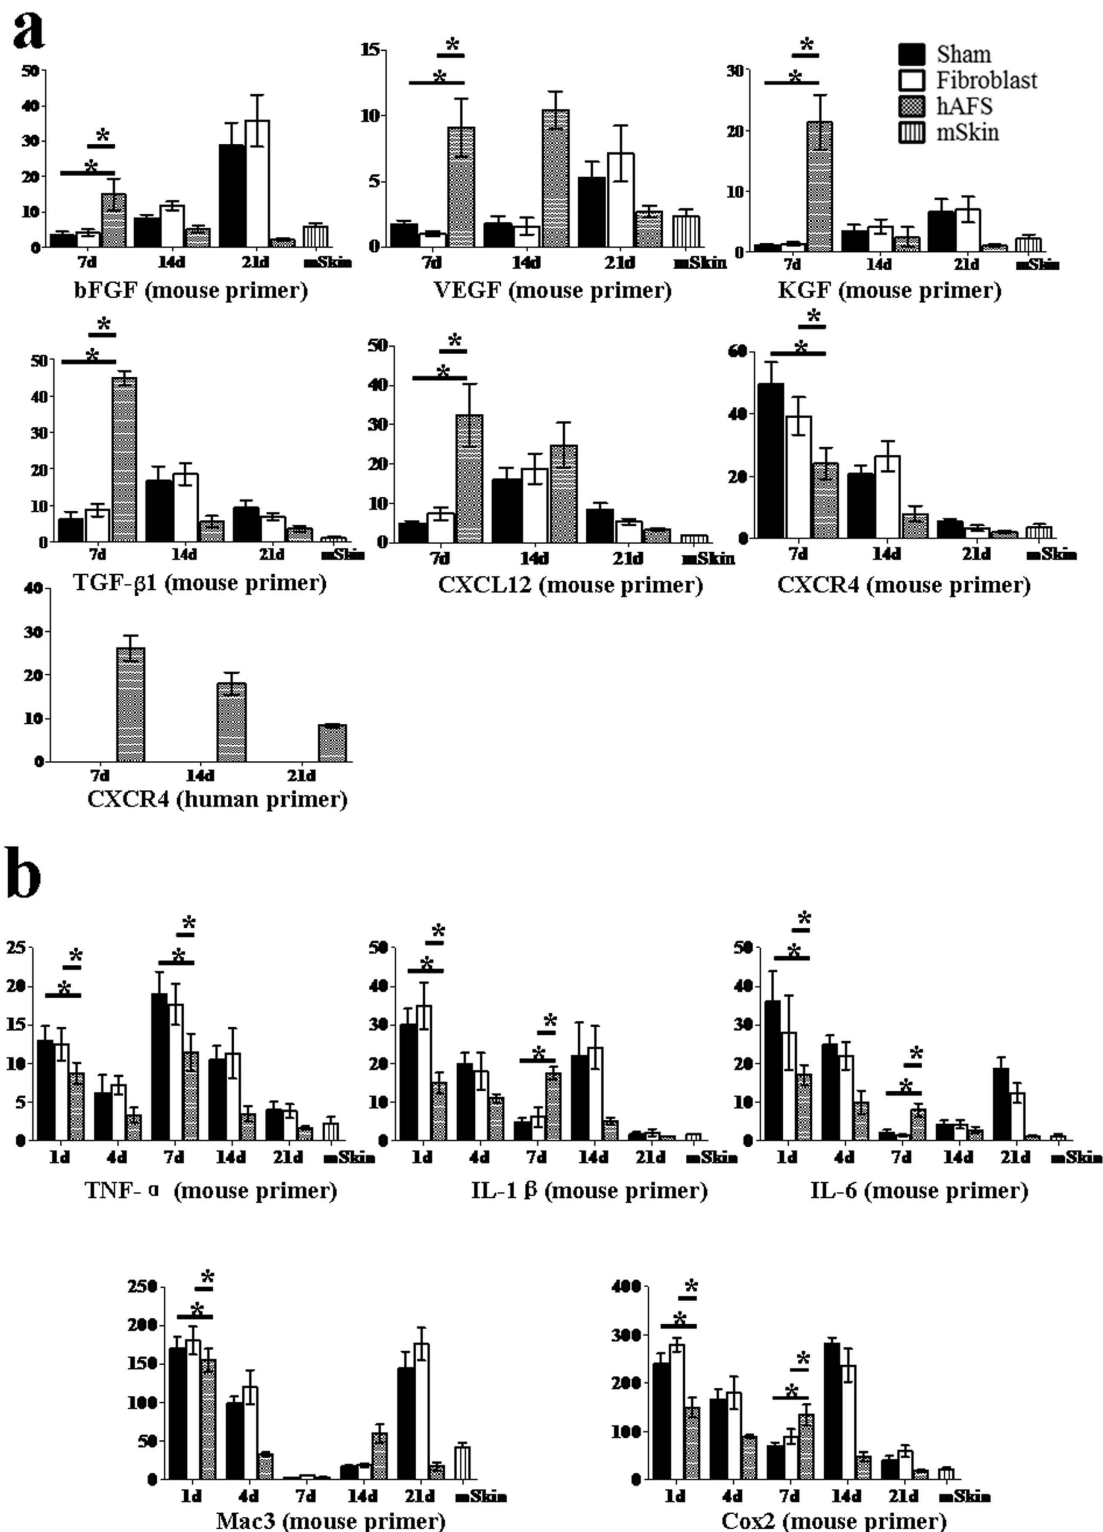 a
Sham
Fibroblast
hAFS
mSkin
50
40
30
20
10
0
* *
7d 14d 21d mSkin
bFGF (mouse primer)
15
10
5
0
* *
7d 14d 21d mSkin
VEGF (mouse primer)
30
20
10
0
* *
7d 14d 21d mSkin
KGF (mouse primer)
50
40
30
20
10
0
* *
7d 14d 21d mSkin
TGF-β1 (mouse primer)
50
40
30
20
10
0
* *
7d 14d 21d mSkin
CXCL12 (mouse primer)
60
40
20
0
* *
7d 14d 21d mSkin
CXCR4 (mouse primer)
40
30
20
10
0
7d 14d 21d
CXCR4 (human primer)
b
25
20
15
10
5
0
* * * *
1d 4d 7d 14d 21d mSkin
TNF-α (mouse primer)
50
40
30
20
10
0
* * * *
1d 4d 7d 14d 21d mSkin
IL-1 β (mouse primer)
50
40
30
20
10
0
* * * *
1d 4d 7d 14d 21d mSkin
IL-6 (mouse primer)
250
200
150
100
50
0
* *
1d 4d 7d 14d 21d mSkin
Mac3 (mouse primer)
400
300
200
100
0
* * * *
1d 4d 7d 14d 21d mSkin
Cox2 (mouse primer)